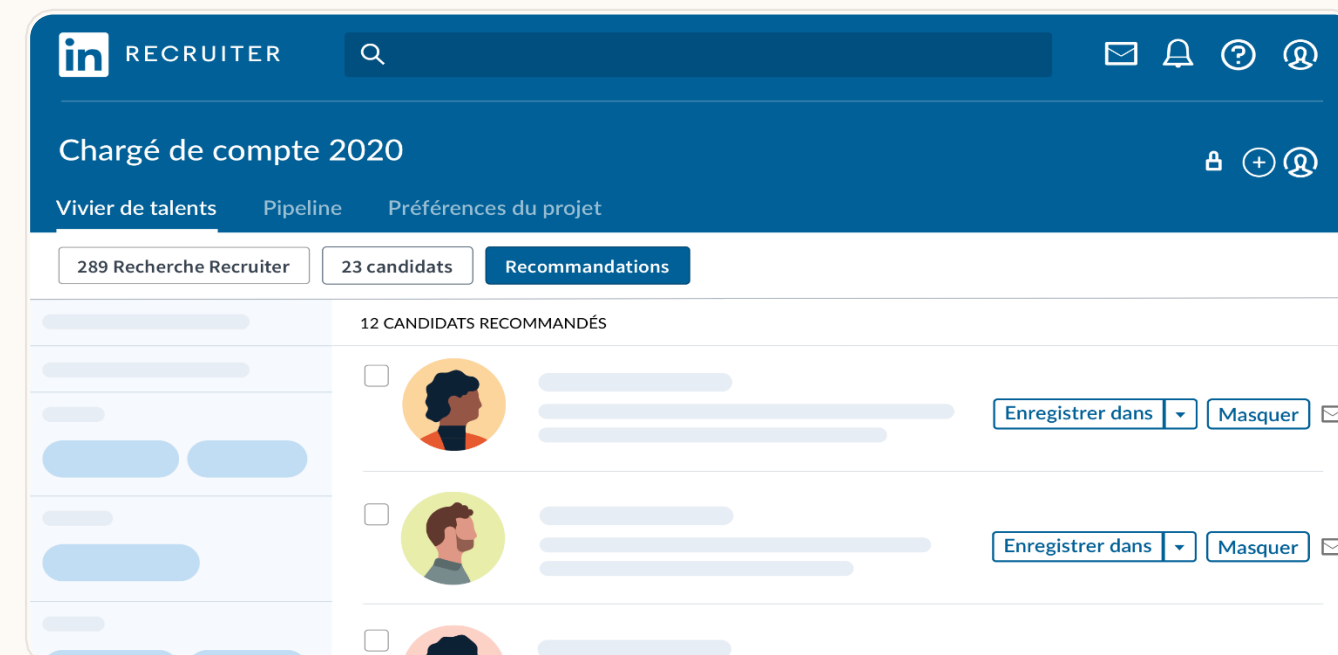 in RECRUITER
Chargé de compte 2020
Vivier de talents Pipeline Préférences du projet
289 Recherche Recruiter 23 candidats Recommandations
12 CANDIDATS RECOMMANDÉS
Enregistrer dans Masquer
Enregistrer dans Masquer